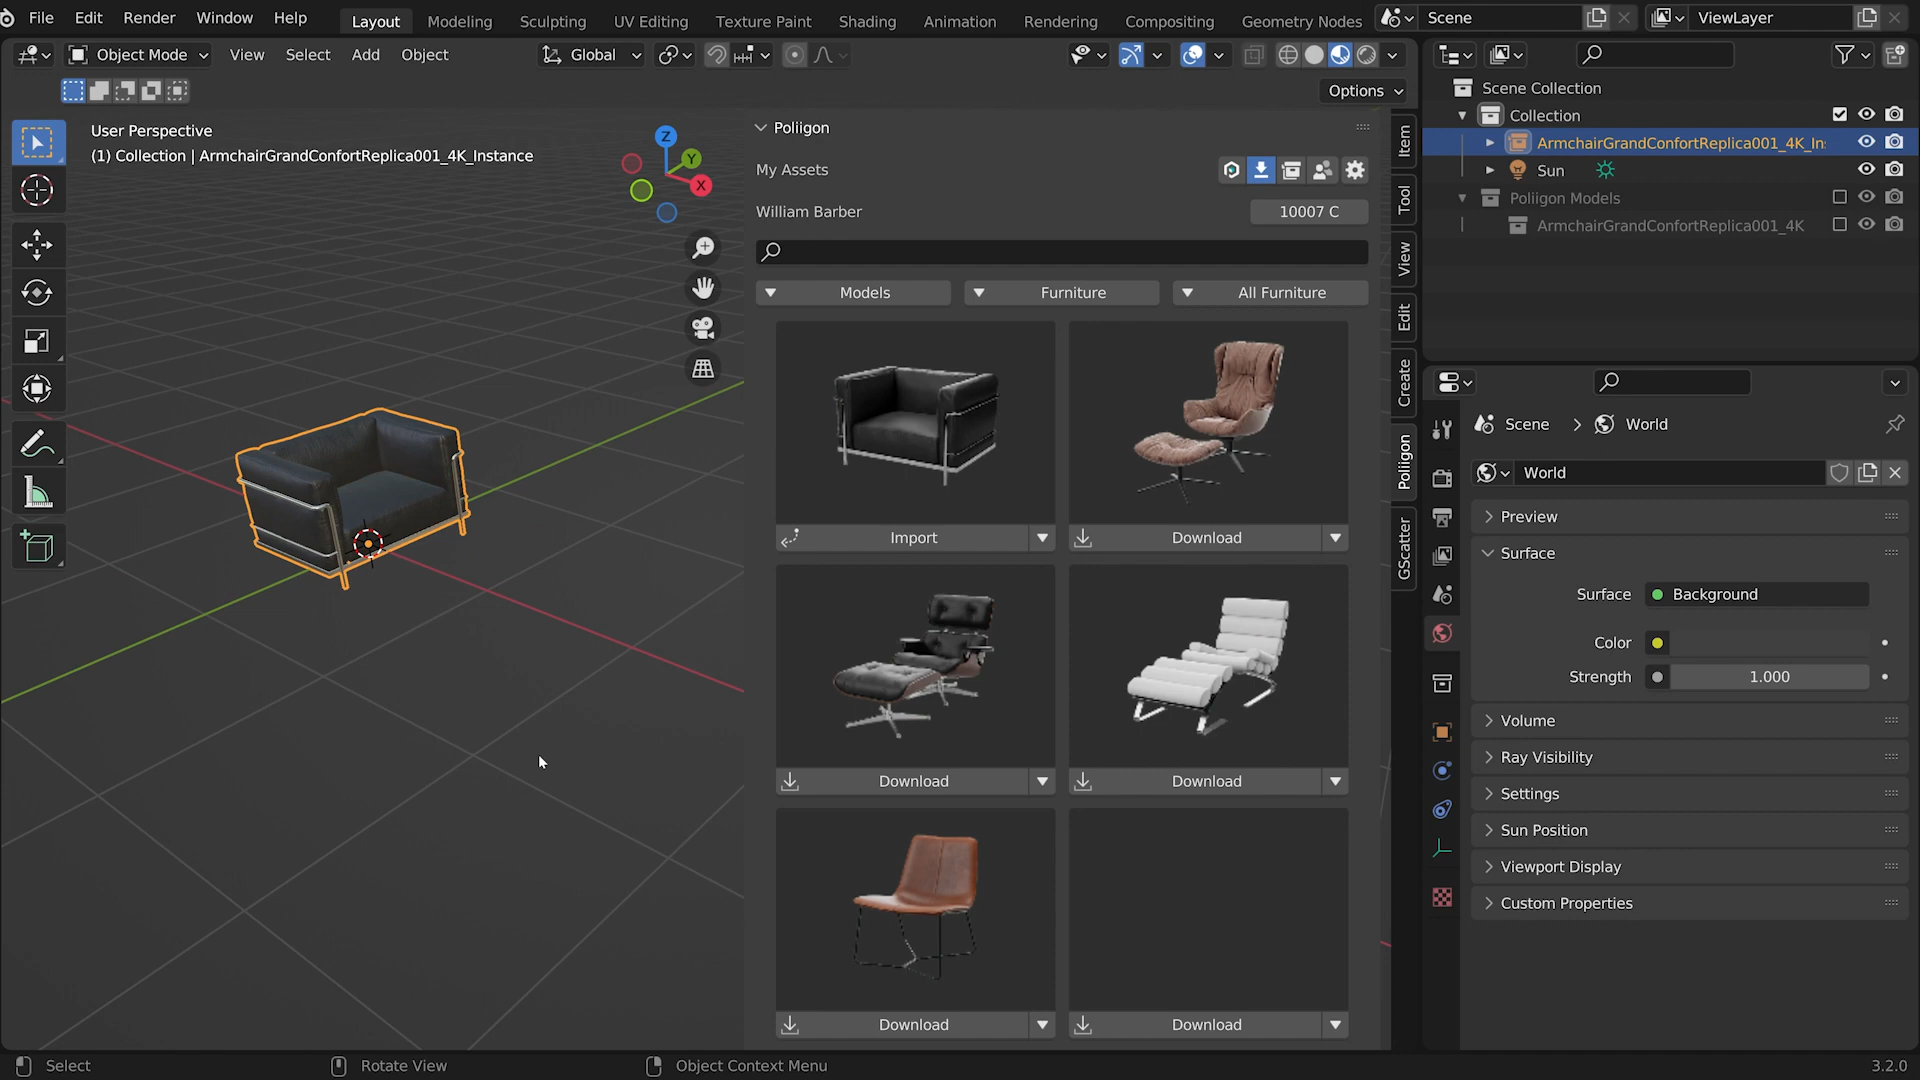 File Edit Render Window Help Layout Modeling Sculpting UV Editing Texture Paint Shading Animation Rendering Compositing Geometry Nodes Scene ViewLayer
Object Mode View Select Add Object Global
Options
User Perspective
(1) Collection | ArmchairGrandConfortReplica001_4K_Instance
Z
Y
X
Poliigon
My Assets
William Barber 10007 C
Models Furniture All Furniture
Import Download
Download Download
Download Download
Item
Tool
View
Edit
Create
Poliigon
GScatter
Scene Collection
Collection
ArmchairGrandConfortReplica001_4K_In
Sun
Poliigon Models
ArmchairGrandConfortReplica001_4K
Scene World
World
Preview
Surface
Surface Background
Color
Strength 1.000
Volume
Ray Visibility
Settings
Sun Position
Viewport Display
Custom Properties
Select Rotate View Object Context Menu 3.2.0